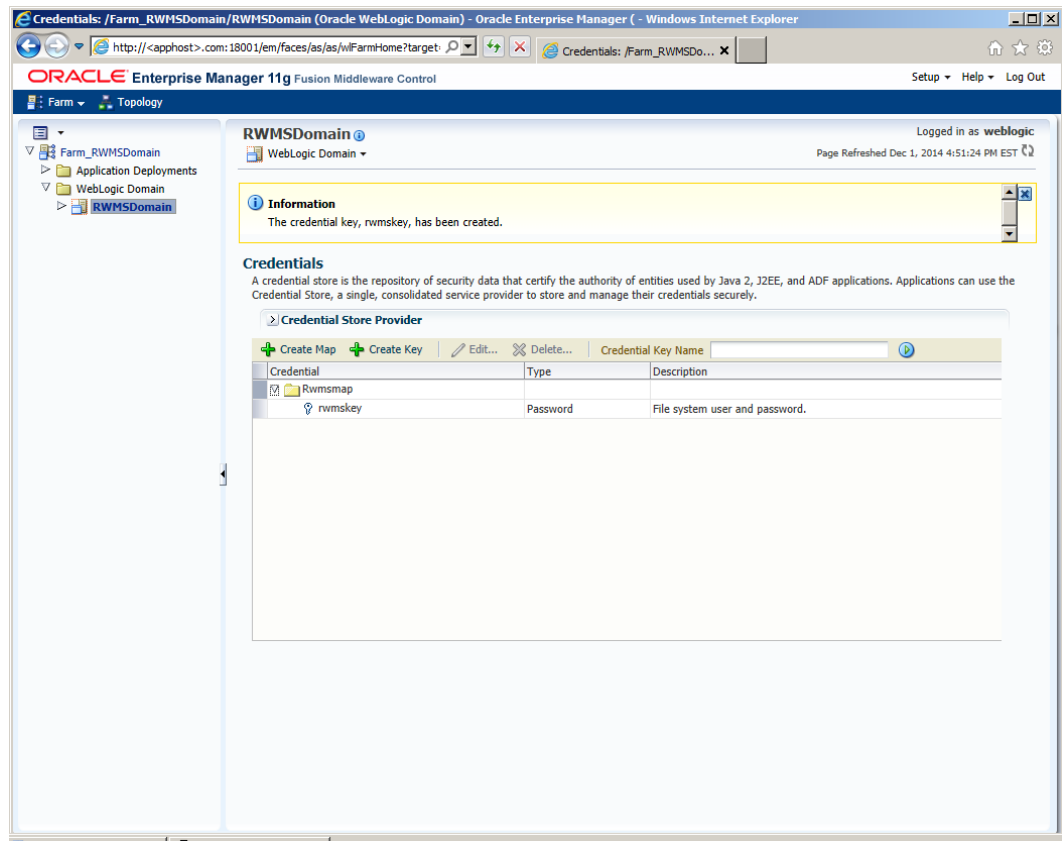 Credentials: /Farm_RWMSDomain/RWMSDomain (Oracle WebLogic Domain) - Oracle Enterprise Manager ( - Windows Internet Explorer
http://<apphost>.com:18001/em/faces/as/as/wlFarmHome?target
Credentials: /Farm_RWMSDo...
ORACLE Enterprise Manager 11g Fusion Middleware Control
Setup Help Log Out
Farm Topology
Farm_RWMSDomain
Application Deployments
WebLogic Domain
RWMSDomain
RWMSDomain
WebLogic Domain
Logged in as weblogic
Page Refreshed Dec 1, 2014 4:51:24 PM EST
Information
The credential key, rwmskey, has been created.
Credentials
A credential store is the repository of security data that certify the authority of entities used by Java 2, J2EE, and ADF applications. Applications can use the
Credential Store, a single, consolidated service provider to store and manage their credentials securely.
Credential Store Provider
Create Map Create Key Edit... Delete... Credential Key Name
Credential Type Description
Rwmsmap
rwmskey Password File system user and password.